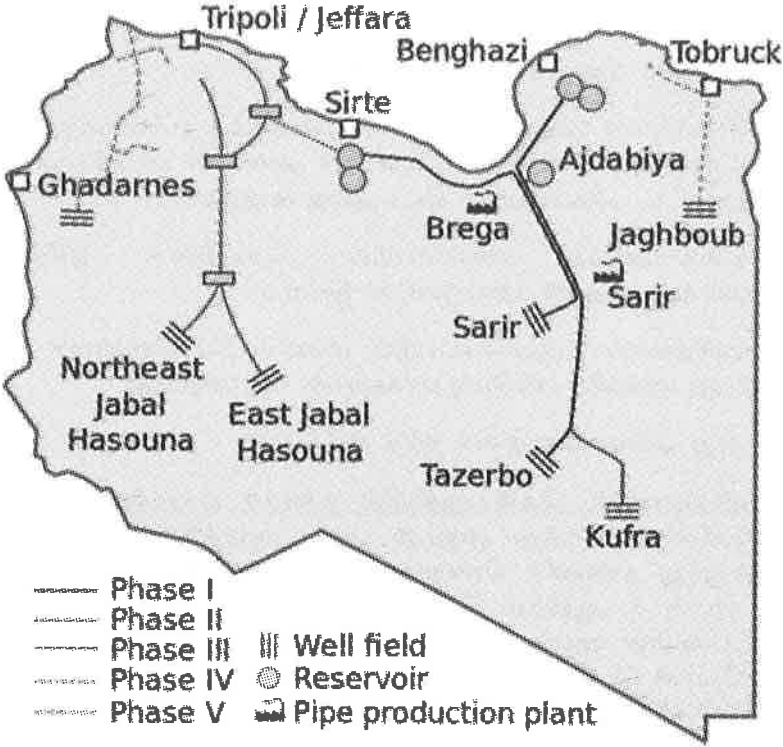 Tripoli / Jeffara
Benghazi
Tobruck
Sirte
Ajdabiya
Ghadarnes
Brega
Jaghboub
Sarir
Sarir
Northeast
Jabal
Hasouna
East Jabal
Hasouna
Tazerbo
Kufra
Phase I
Phase II
Phase III
Phase IV
Phase V
Well field
Reservoir
Pipe production plant